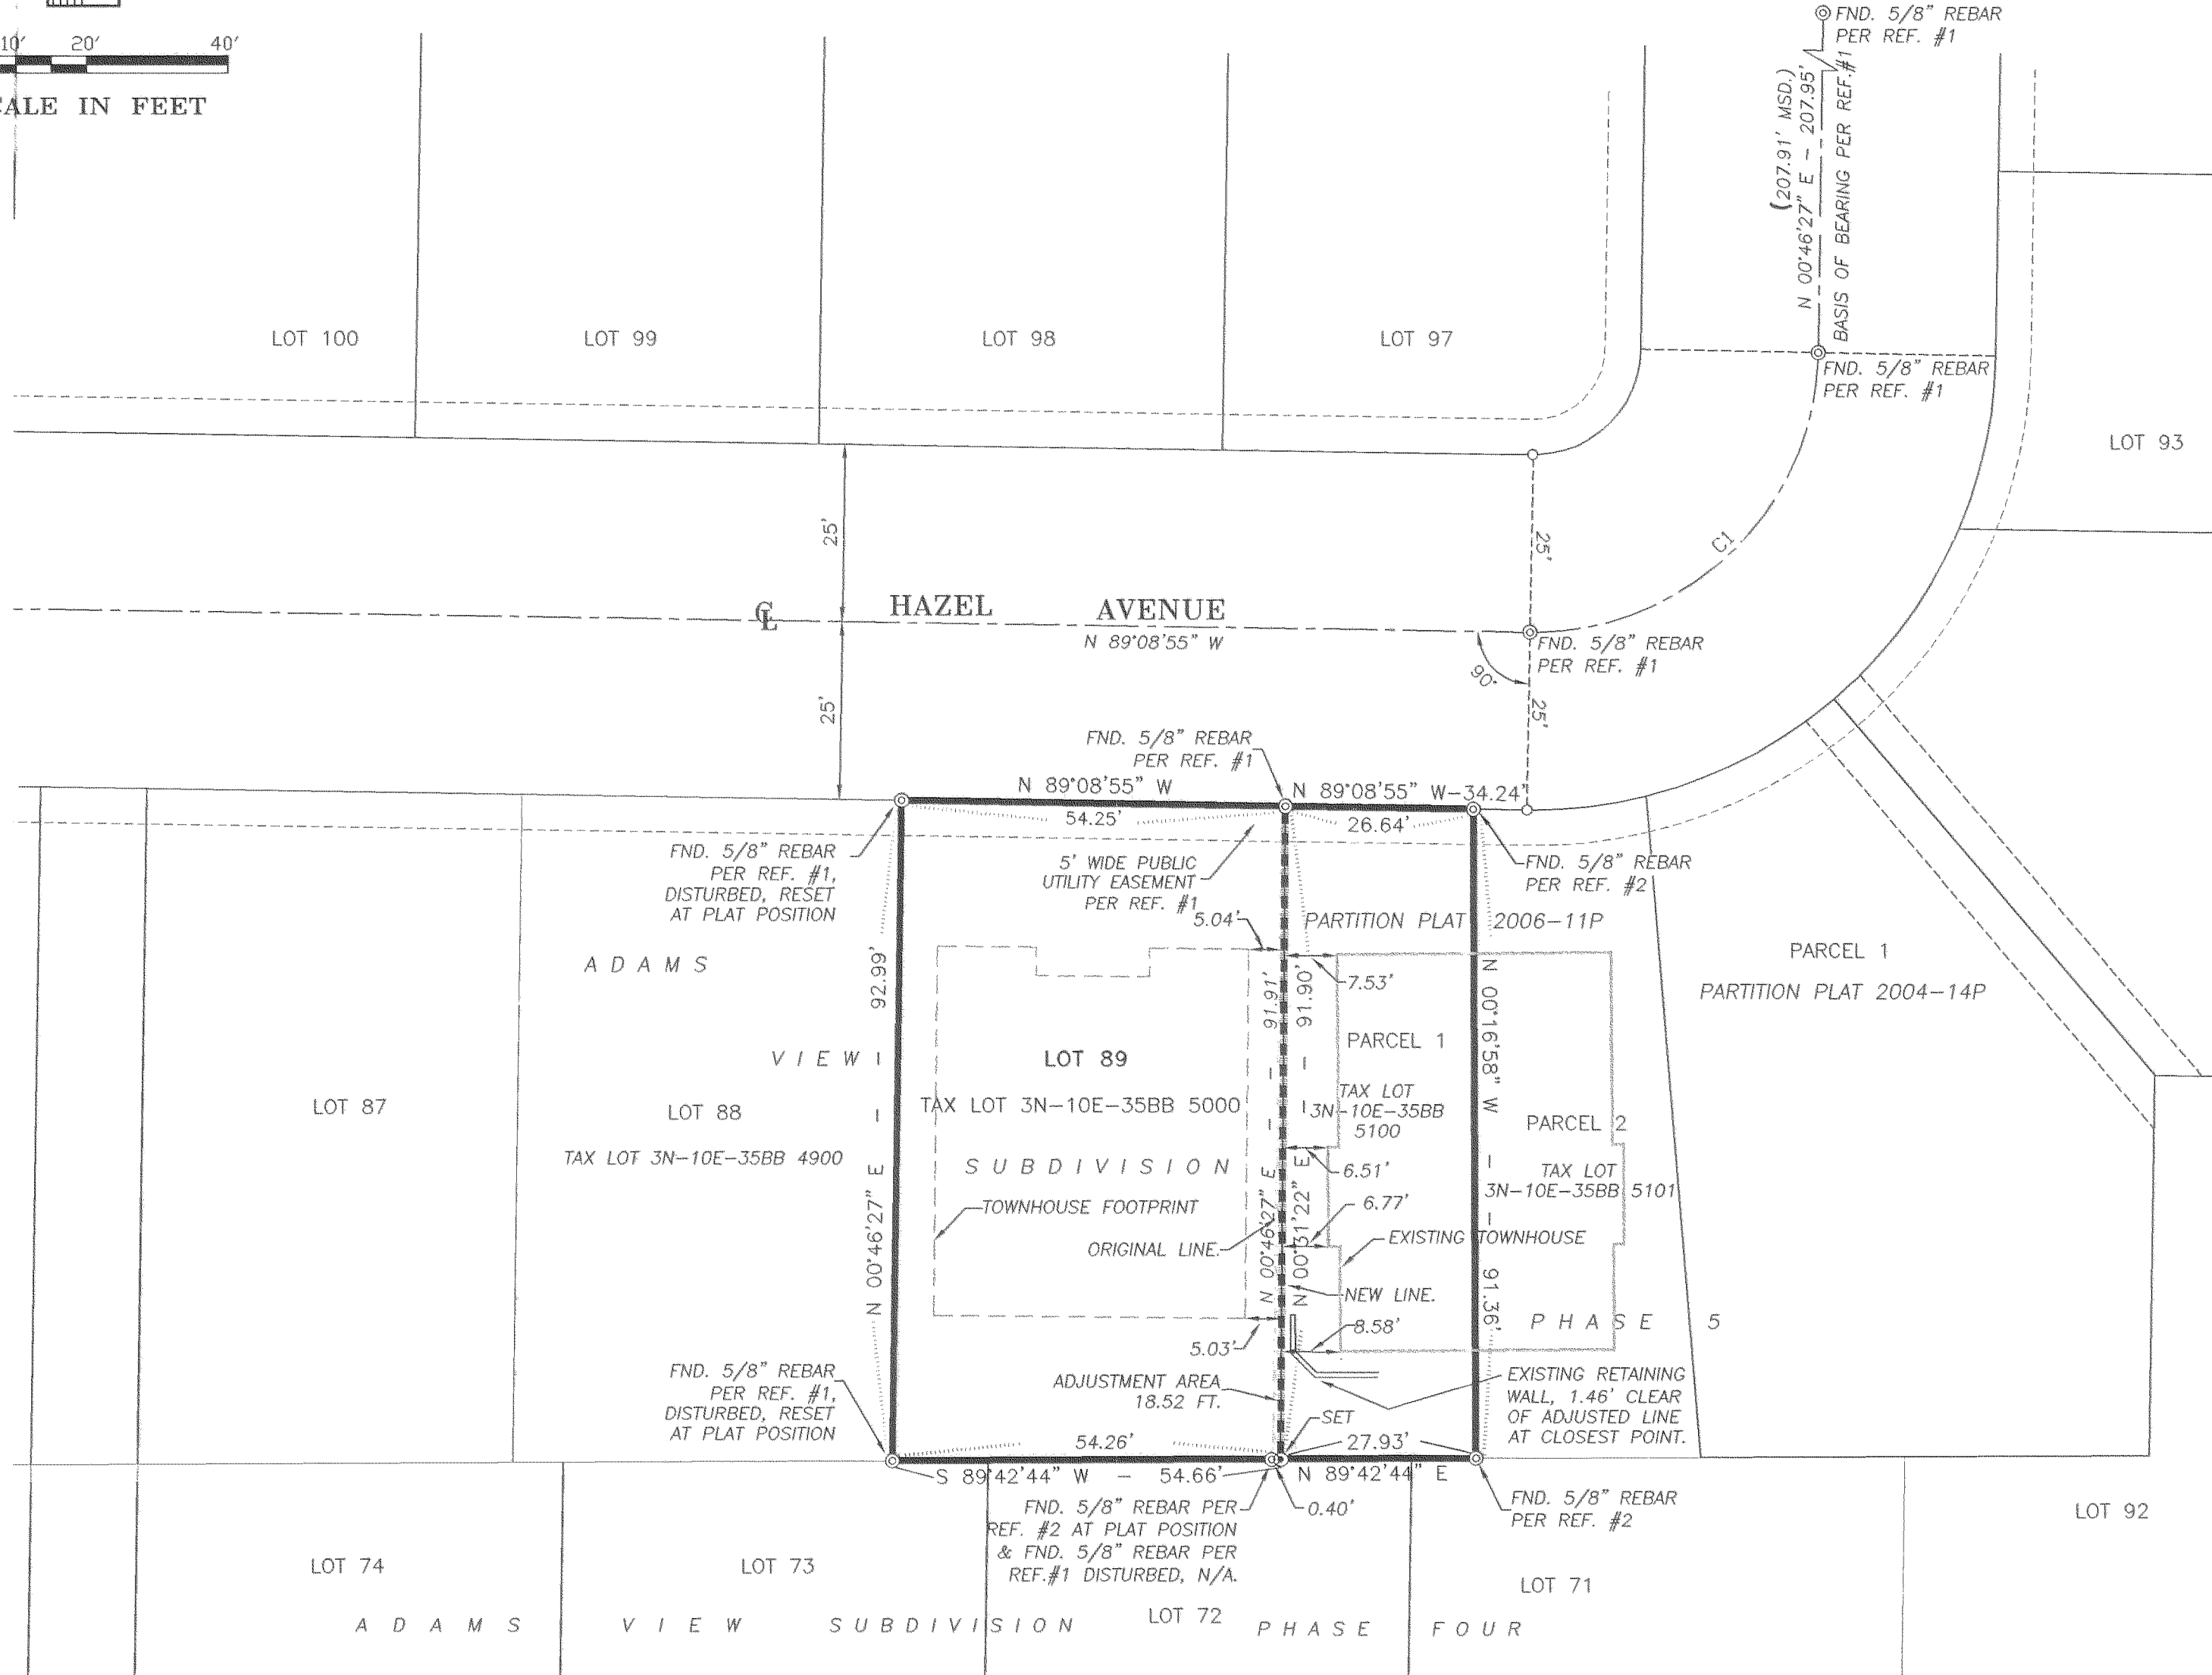 10' 20' 40'
SCALE IN FEET
FND. 5/8" REBAR
PER REF. #1
(207.91' MSD.)
N 00°46'27" E - 207.95'
BASIS OF BEARING PER REF.#1
LOT 100
LOT 99
LOT 98
LOT 97
FND. 5/8" REBAR
PER REF. #1
LOT 93
25'
25'
C1
CL HAZEL AVENUE
N 89°08'55" W
FND. 5/8" REBAR
PER REF. #1
90°
25'
25'
FND. 5/8" REBAR
PER REF. #1
N 89°08'55" W
N 89°08'55" W-34.24'
54.25'
26.64'
FND. 5/8" REBAR
PER REF. #1,
DISTURBED, RESET
AT PLAT POSITION
5' WIDE PUBLIC
UTILITY EASEMENT
PER REF. #1
FND. 5/8" REBAR
PER REF. #2
5.04'
PARTITION PLAT 2006-11P
PARCEL 1
PARTITION PLAT 2004-14P
ADAMS
92.99'
91.91'
91.90'
7.53'
N 00°16'58" W - - 91.36'
PARCEL 1
VIEW
LOT 89
TAX LOT
3N-10E-35BB
5100
TAX LOT 3N-10E-35BB 5000
LOT 87
LOT 88
PARCEL 2
TAX LOT 3N-10E-35BB 4900
SUBDIVISION
6.51'
TAX LOT
3N-10E-35BB 5101
TOWNHOUSE FOOTPRINT
6.77'
N 00°46'27" E
N 00°46'27" E
N 00°31'22" E
EXISTING TOWNHOUSE
ORIGINAL LINE.
NEW LINE.
8.58'
PHASE 5
5.03'
FND. 5/8" REBAR
PER REF. #1,
DISTURBED, RESET
AT PLAT POSITION
ADJUSTMENT AREA
18.52 FT.
EXISTING RETAINING
WALL, 1.46' CLEAR
OF ADJUSTED LINE
AT CLOSEST POINT.
SET
54.26'
27.93'
S 89°42'44" W - 54.66'
N 89°42'44" E
FND. 5/8" REBAR PER
REF. #2 AT PLAT POSITION
& FND. 5/8" REBAR PER
REF.#1 DISTURBED, N/A.
0.40'
FND. 5/8" REBAR
PER REF. #2
LOT 92
LOT 74
LOT 73
LOT 72
LOT 71
ADAMS VIEW SUBDIVISION PHASE FOUR